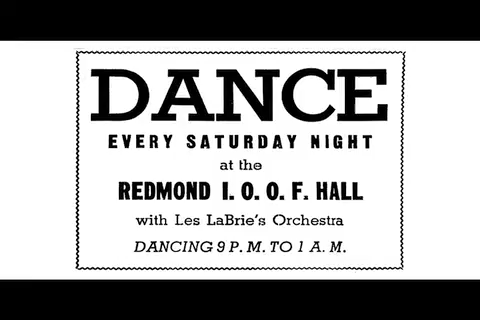 DANCE
EVERY SATURDAY NIGHT
at the
REDMOND I. O. O. F. HALL
with Les LaBrie's Orchestra
DANCING 9 P. M. TO 1 A. M.